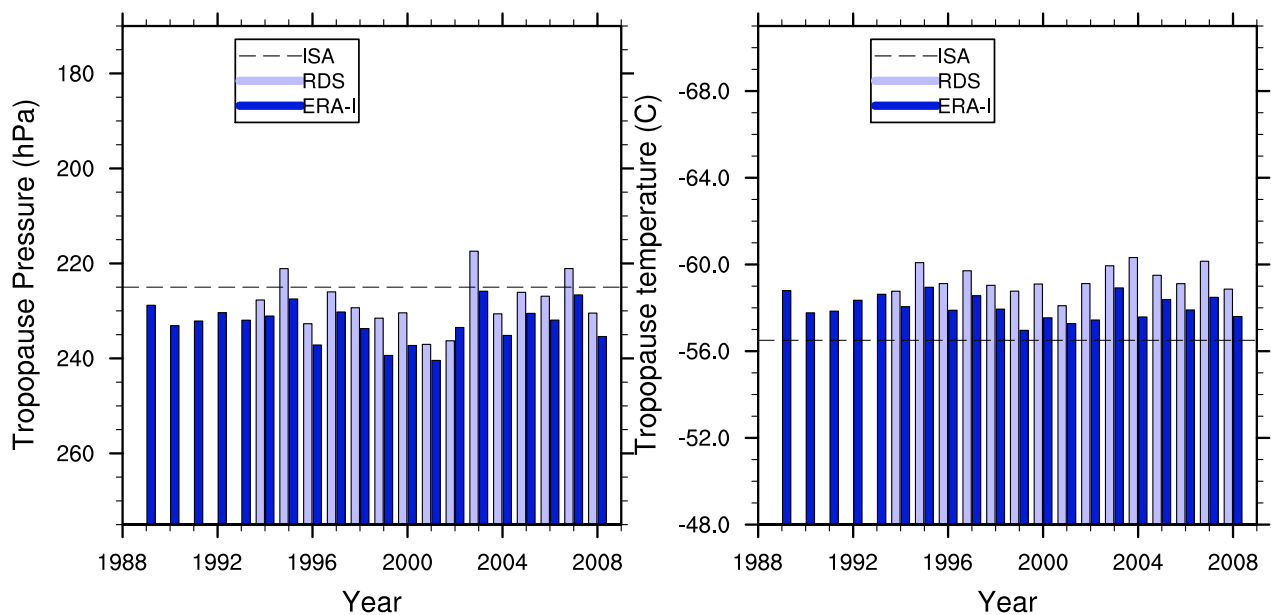 Tropopause Pressure (hPa)
180
200
220
240
260
ISA
RDS
ERA-I
1988
1992
1996
2000
2004
2008
Year
Tropopause temperature (C)
-68.0
-64.0
-60.0
-56.0
-52.0
-48.0
ISA
RDS
ERA-I
1988
1992
1996
2000
2004
2008
Year